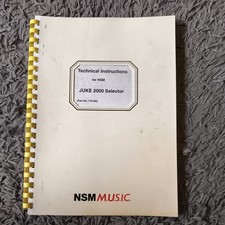 Technical Instructions
for NSM
JUKE 2000 Selector
NSM MUSIC